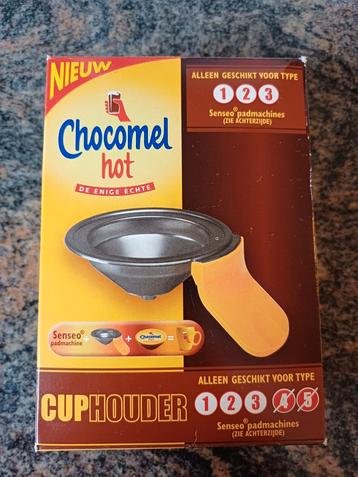 NIEUW
ALLEEN GESCHIKT VOOR TYPE
1 2 3
Senseo® padmachines
(ZIE ACHTERZIJDE)
Chocomel
hot
DE ENIGE ÉCHTE
Senseo®
padmachine
+
+
Chocomel
=
ALLEEN GESCHIKT VOOR TYPE
CUPHOUDER
1 2 3 4 5
Senseo® padmachines
(ZIE ACHTERZIJDE)